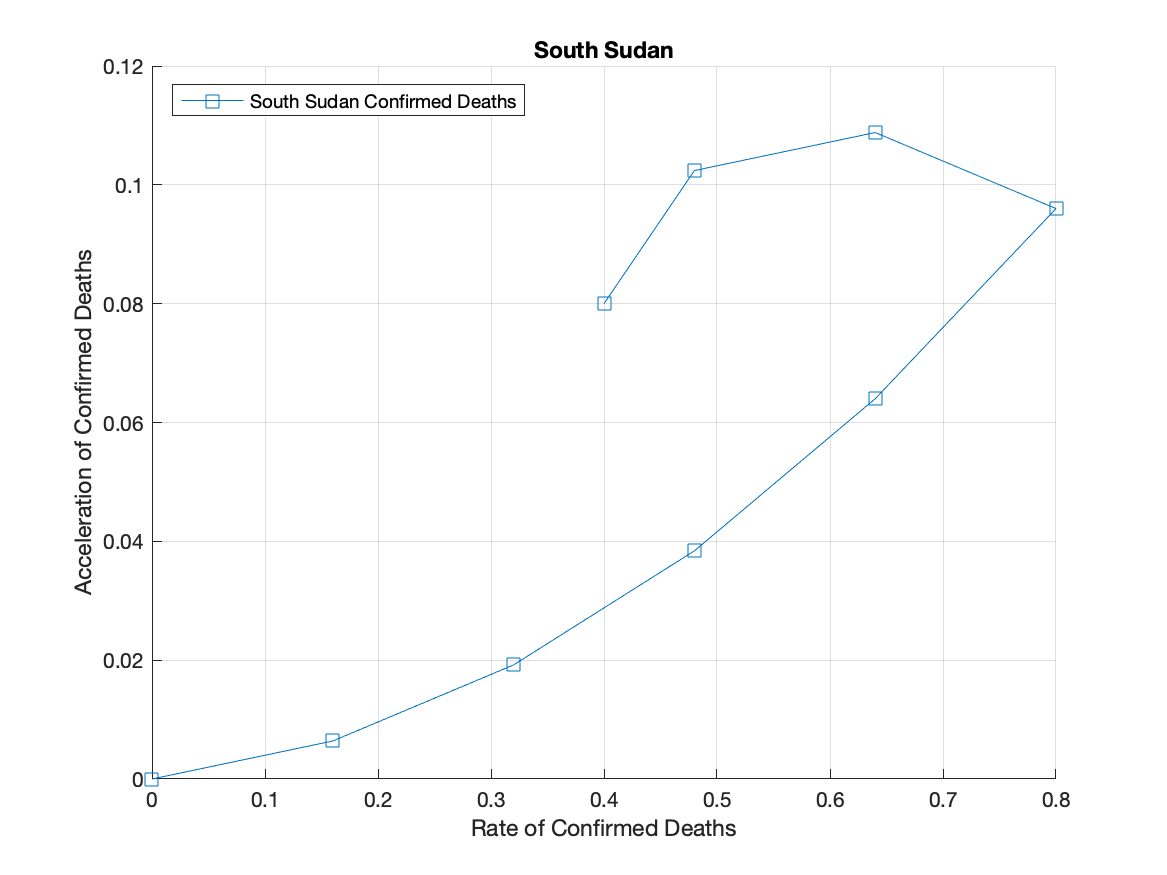 South Sudan
South Sudan Confirmed Deaths
0.12
0.1
0.08
0.06
0.04
0.02
0
Acceleration of Confirmed Deaths
0 0.1 0.2 0.3 0.4 0.5 0.6 0.7 0.8
Rate of Confirmed Deaths